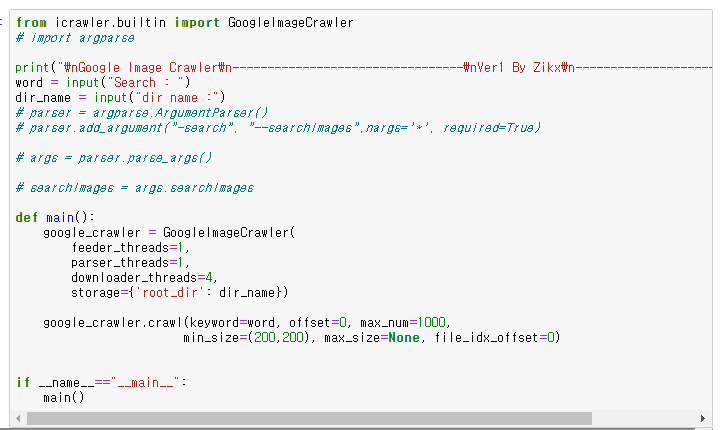 from icrawler.builtin import GoogleImageCrawler
# import argparse
print("₩nGoogle Image Crawler₩n---------------------------------₩nVer1 By Zikx₩n--------------------
word = input("Search : ")
dir_name = input("dir name :")
# parser = argparse.ArgumentParser()
# parser.add_argument("-search", "--searchImages",nargs='*', required=True)
# args = parser.parse_args()
# searchImages = args.searchImages
def main():
    google_crawler = GoogleImageCrawler(
        feeder_threads=1,
        parser_threads=1,
        downloader_threads=4,
        storage={'root_dir': dir_name})
    google_crawler.crawl(keyword=word, offset=0, max_num=1000,
                        min_size=(200,200), max_size=None, file_idx_offset=0)
if __name__=="__main__":
    main()